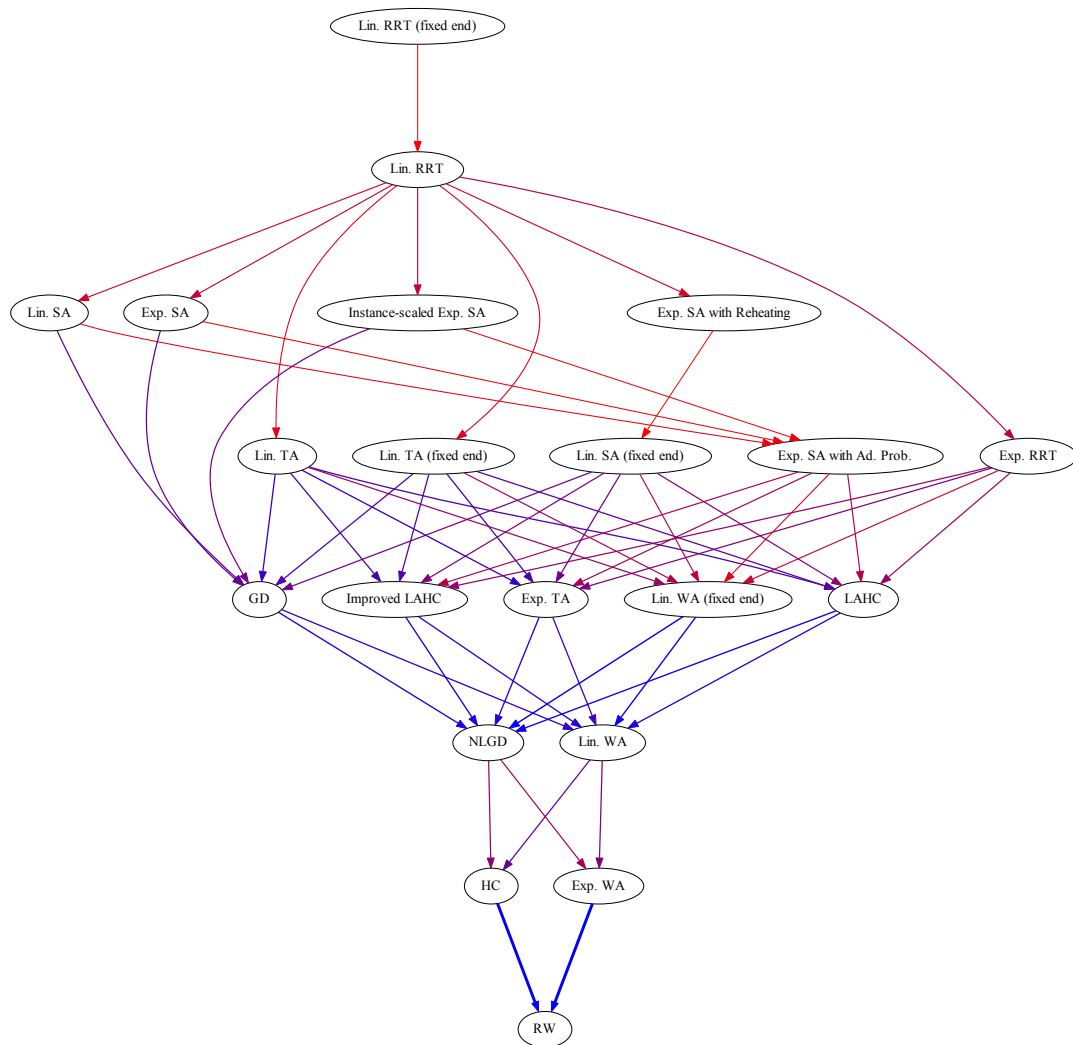 Lin. RRT (fixed end)
Lin. RRT
Lin. SA
Exp. SA
Instance-scaled Exp. SA
Exp. SA with Reheating
Lin. TA
Lin. TA (fixed end)
Lin. SA (fixed end)
Exp. SA with Ad. Prob.
Exp. RRT
GD
Improved LAHC
Exp. TA
Lin. WA (fixed end)
LAHC
NLGD
Lin. WA
HC
Exp. WA
RW